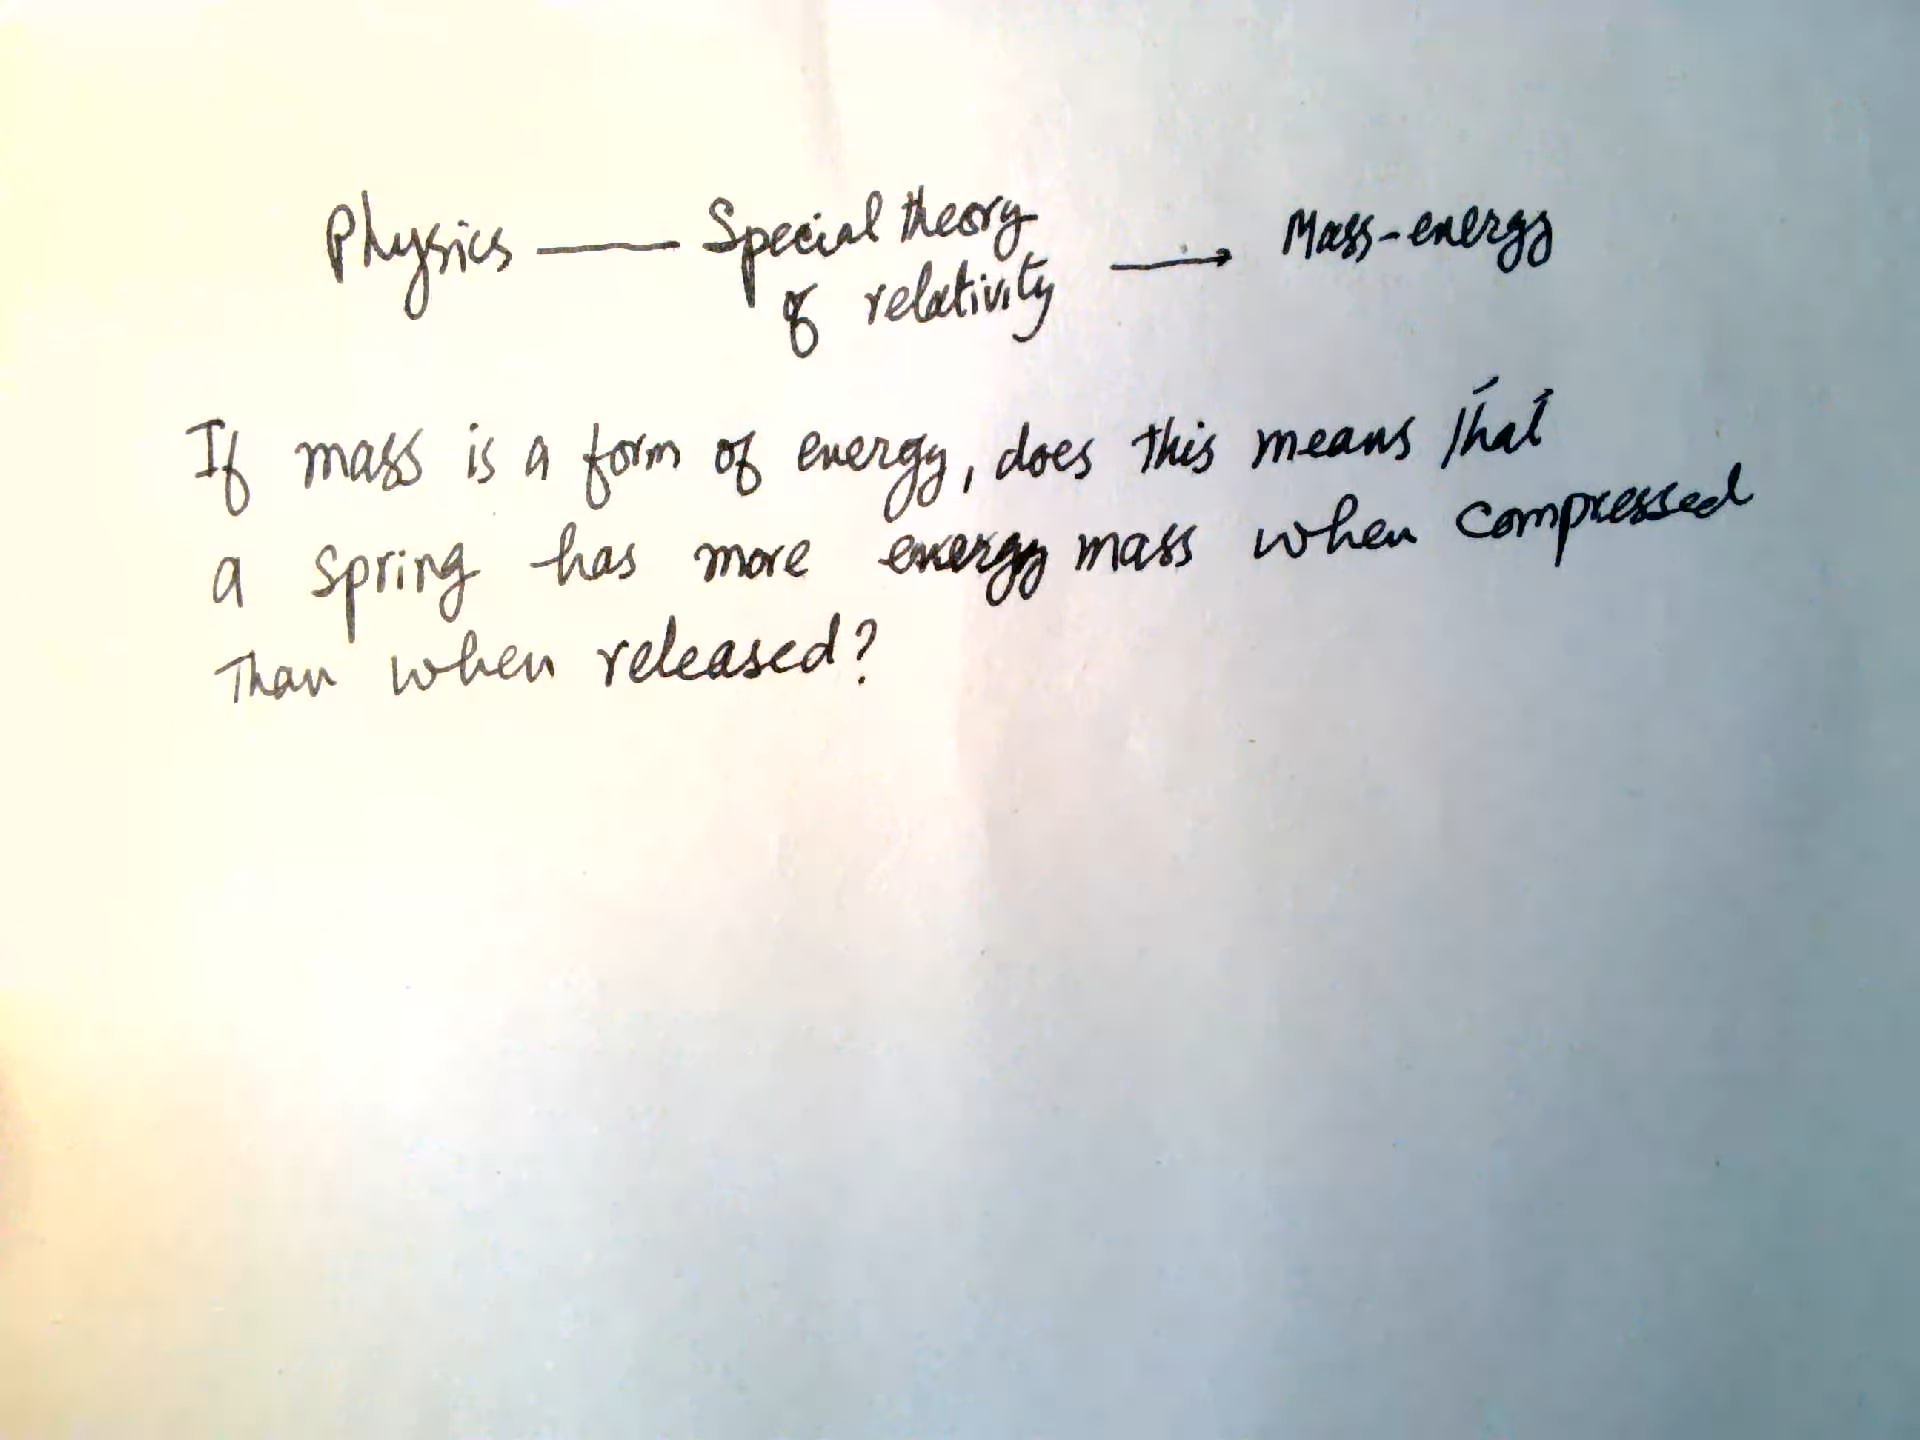 Physics —— Special theory of relativity → Mass-energy
If mass is a form of energy, does this means that
a spring has more energy mass when compressed
than when released?